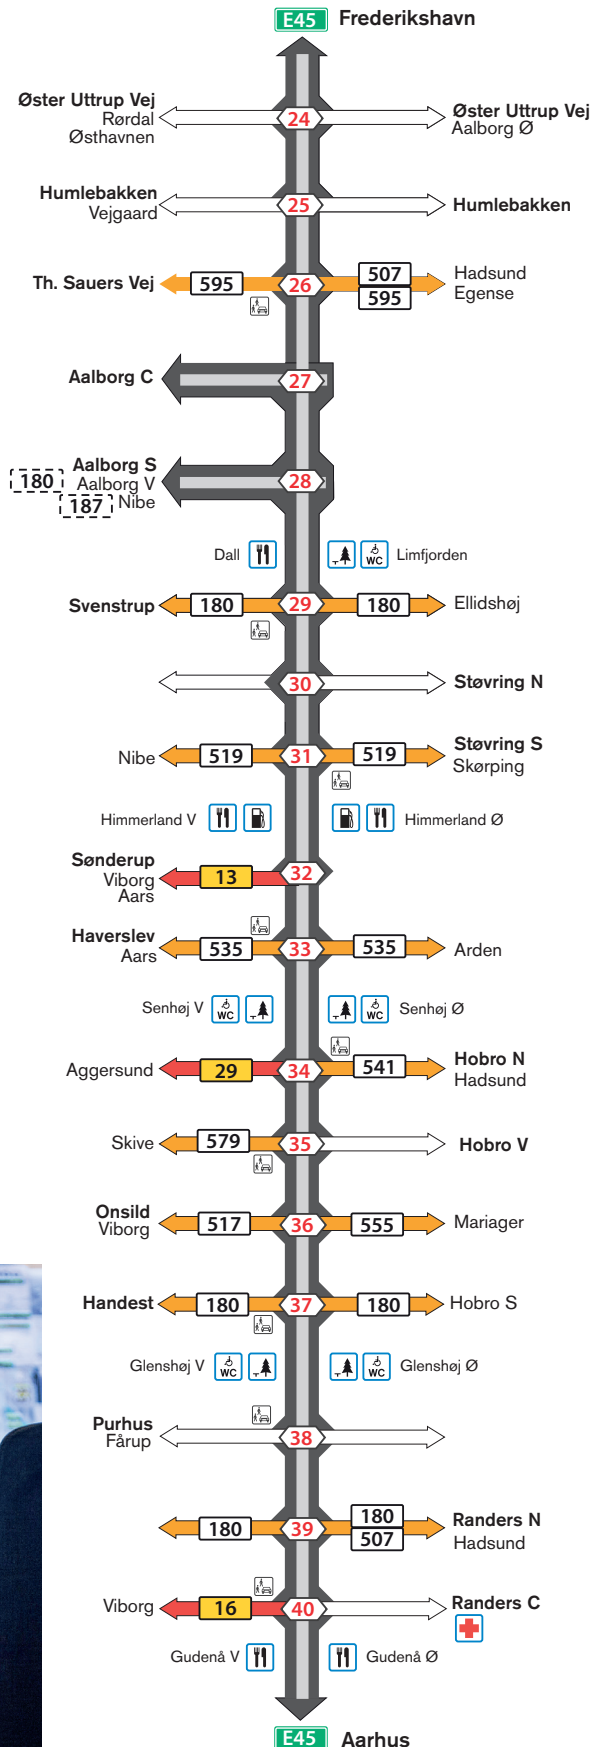 E45 Frederikshavn
Øster Uttrup Vej
Rørdal
Østhavnen
24
Øster Uttrup Vej
Aalborg Ø
Humlebakken
Vejgaard
25
Humlebakken
Th. Sauers Vej
595
26
507
595
Hadsund
Egense
Aalborg C
27
Aalborg S
180 Aalborg V
187 Nibe
28
Dall
WC
Limfjorden
Svenstrup
180
29
180
Ellidshøj
30
Støvring N
Nibe
519
31
519
Støvring S
Skørping
Himmerland V
Himmerland Ø
Sønderup
Viborg
Aars
13
32
Haverslev
Aars
535
33
535
Arden
Senhøj V
WC
WC
Senhøj Ø
Aggersund
29
34
541
Hobro N
Hadsund
Skive
579
35
Hobro V
Onsild
Viborg
517
36
555
Mariager
Handest
180
37
180
Hobro S
Glenshøj V
WC
WC
Glenshøj Ø
Purhus
Fårup
38
180
39
180
507
Randers N
Hadsund
Viborg
16
40
Randers C
Gudenå V
Gudenå Ø
E45 Aarhus